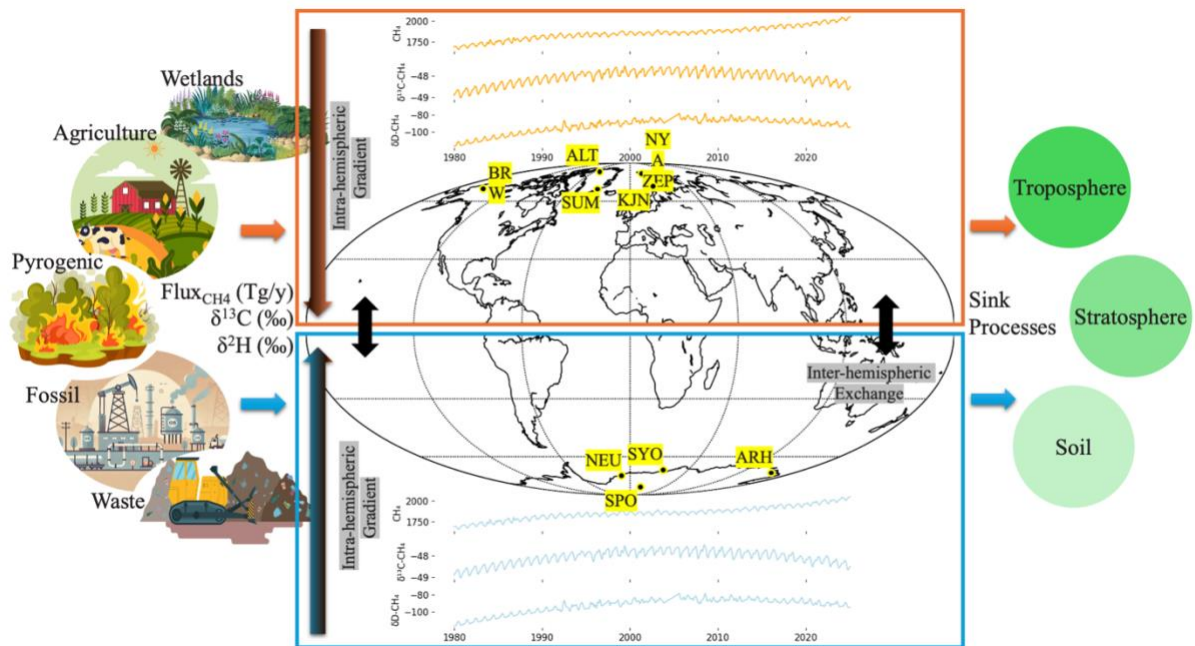 Wetlands
Agriculture
Pyrogenic
Flux_CH4 (Tg/y)
δ¹³C (‰)
δ²H (‰)
Fossil
Waste
Intra-hemispheric
Gradient
CH₄
2000
1750
δ¹³C-CH₄
−48
−49
δD-CH₄
−80
−100
1980
1990
2000
2010
2020
BR
W
ALT
SUM
NY
A
ZEP
KJN
Inter-hemispheric
Exchange
NEU
SYO
SPO
ARH
Intra-hemispheric
Gradient
CH₄
2000
1750
δ¹³C-CH₄
−48
−49
δD-CH₄
−80
−100
1980
1990
2000
2010
2020
Sink
Processes
Troposphere
Stratosphere
Soil